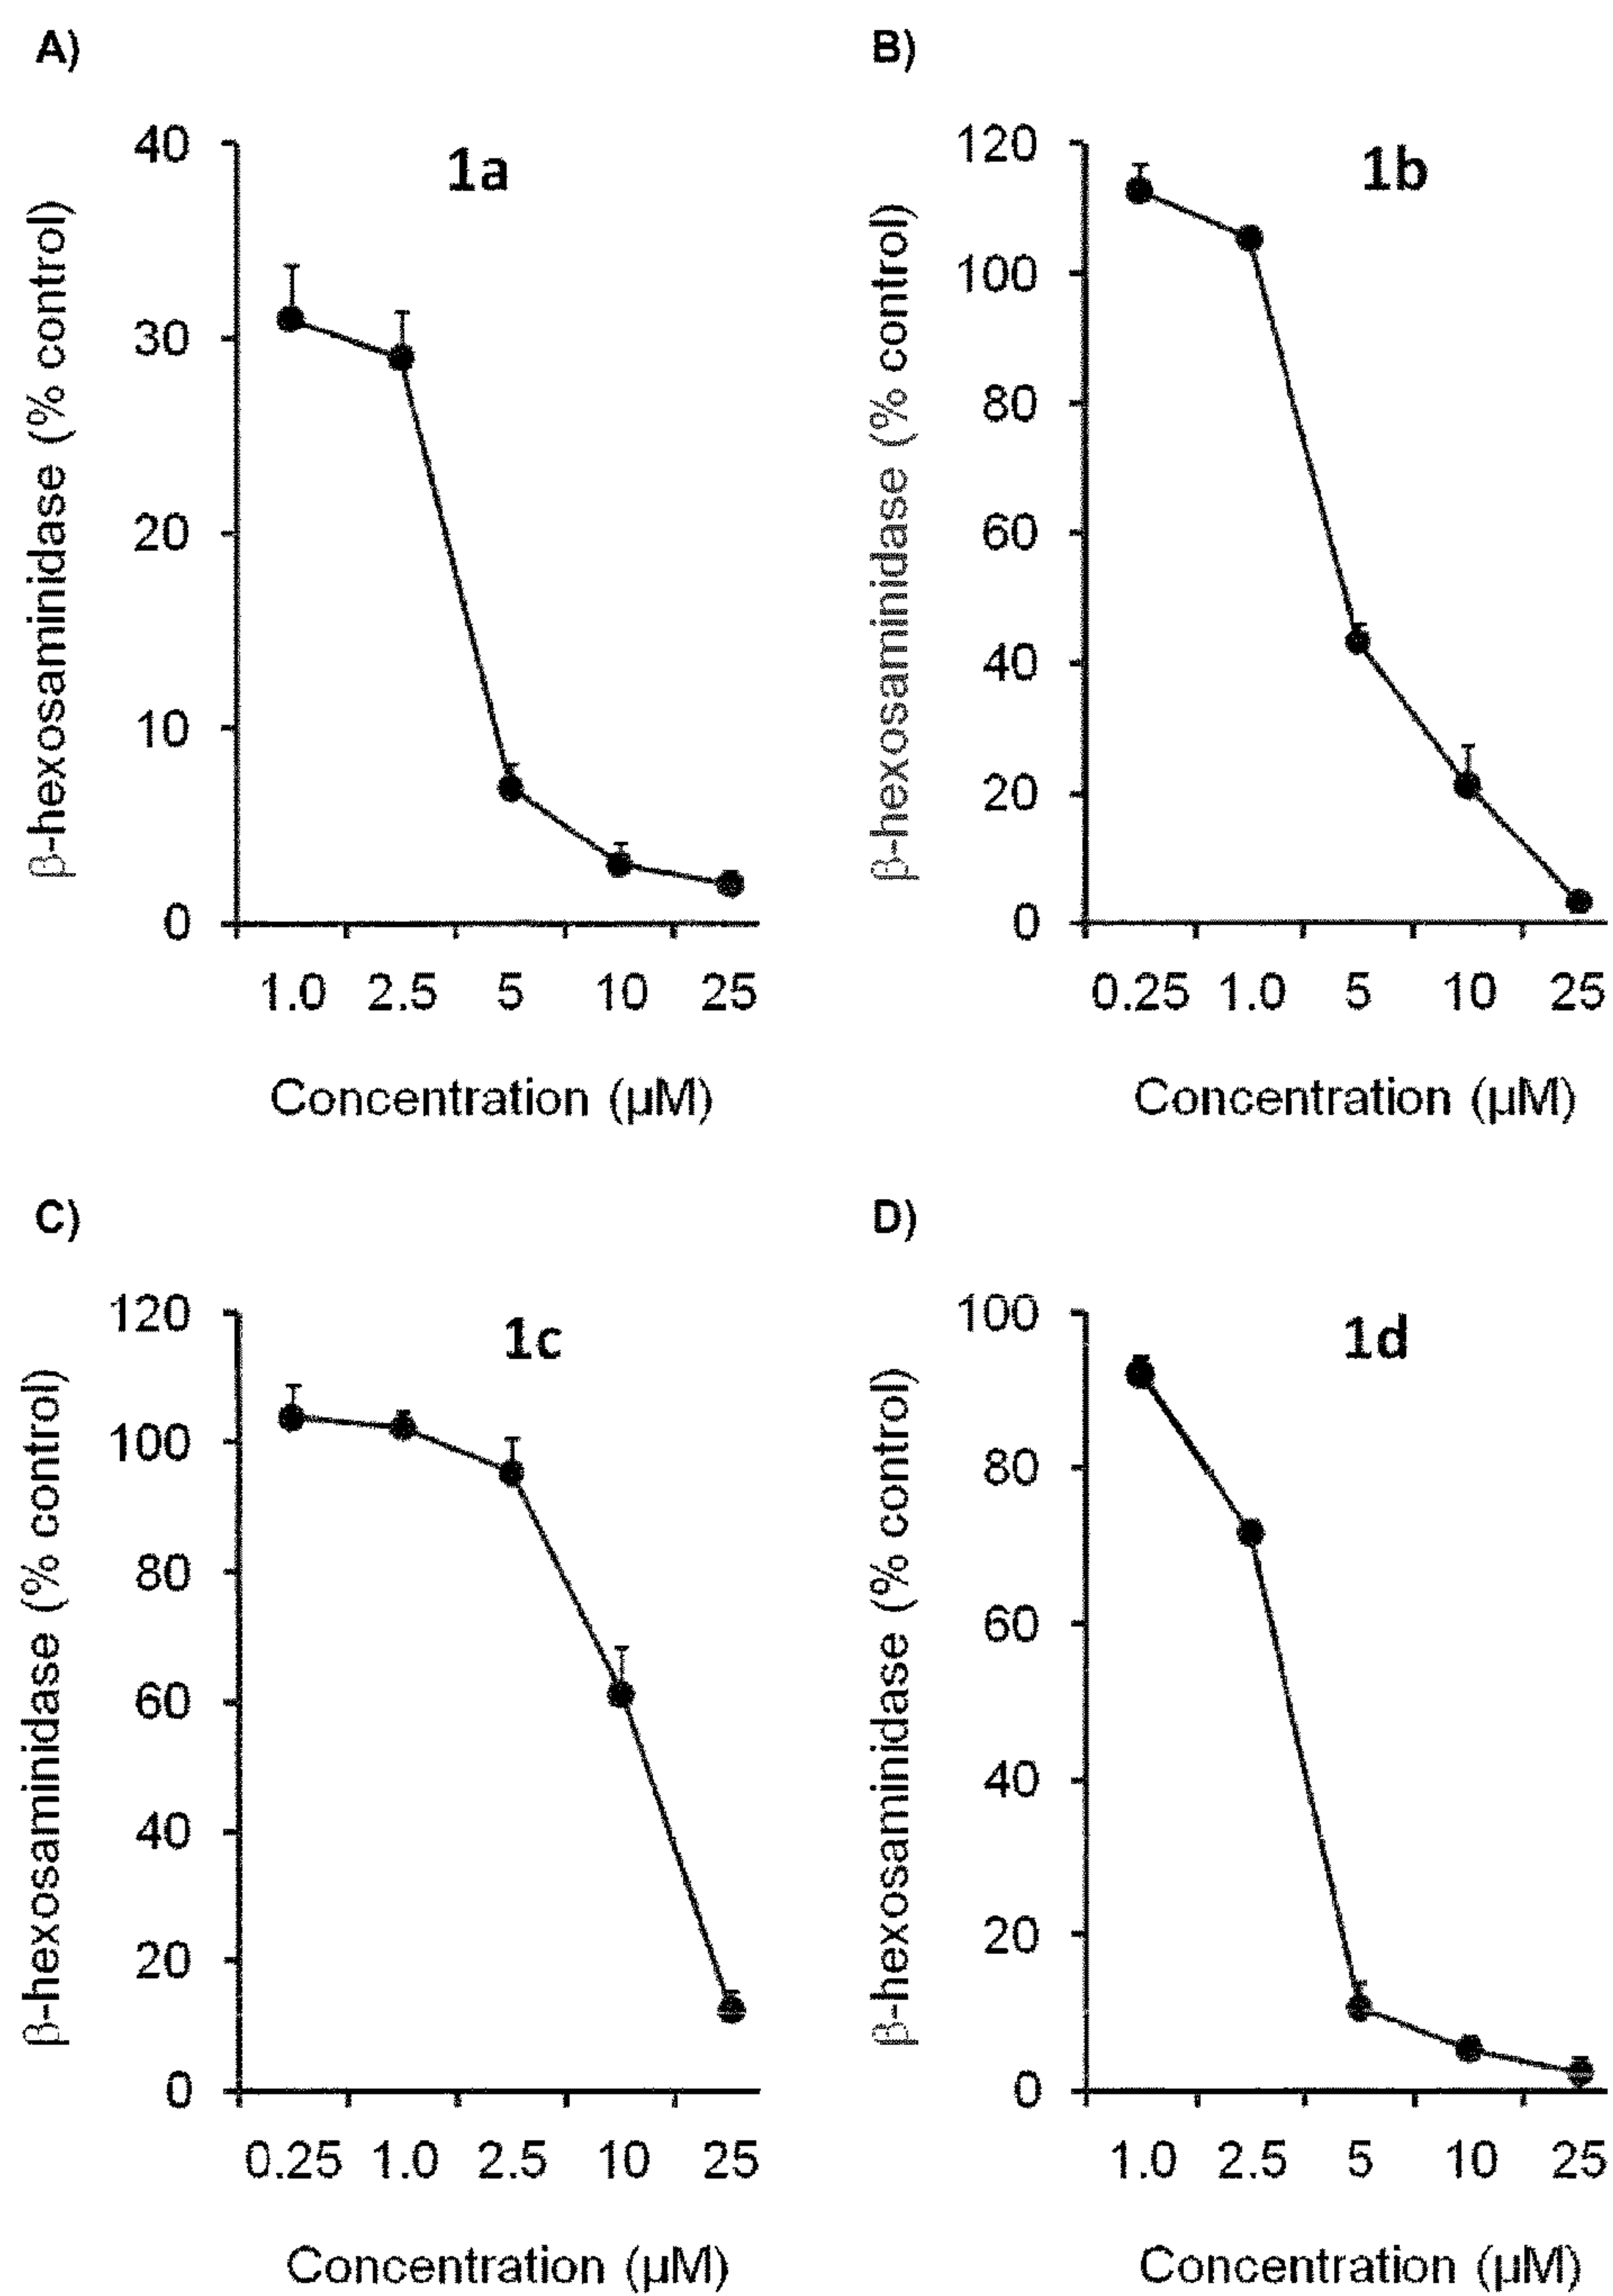 A)
1a
β-hexosaminidase (% control)
40
30
20
10
0
1.0 2.5 5 10 25
Concentration (µM)
B)
1b
β-hexosaminidase (% control)
120
100
80
60
40
20
0
0.25 1.0 5 10 25
Concentration (µM)
C)
1c
β-hexosaminidase (% control)
120
100
80
60
40
20
0
0.25 1.0 2.5 10 25
Concentration (µM)
D)
1d
β-hexosaminidase (% control)
100
80
60
40
20
0
1.0 2.5 5 10 25
Concentration (µM)